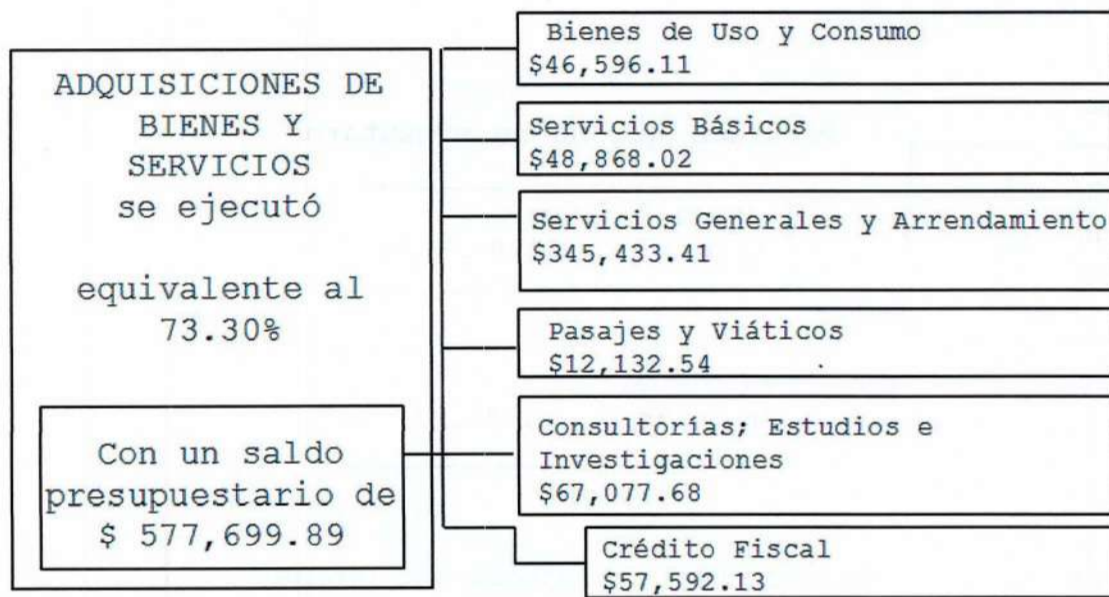 ADQUISICIONES DE
BIENES Y
SERVICIOS
se ejecutó
equivalente al
73.30%
Con un saldo
presupuestario de
$ 577,699.89
Bienes de Uso y Consumo
$46,596.11
Servicios Básicos
$48,868.02
Servicios Generales y Arrendamiento
$345,433.41
Pasajes y Viáticos
$12,132.54
Consultorías; Estudios e
Investigaciones
$67,077.68
Crédito Fiscal
$57,592.13